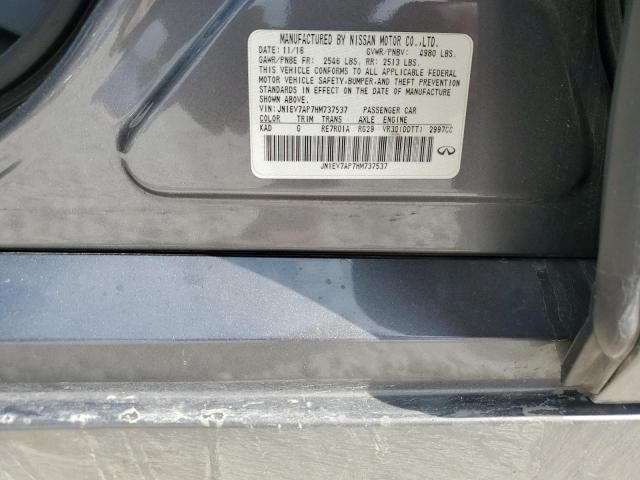 MANUFACTURED BY NISSAN MOTOR CO.,LTD.
DATE: 11/16 GVWR/PNBV: 4980 LBS.
GAWR/PNBE FR: 2546 LBS. RR: 2513 LBS.
THIS VEHICLE CONFORMS TO ALL APPLICABLE FEDERAL
MOTOR VEHICLE SAFETY,BUMPER,AND THEFT PREVENTION
STANDARDS IN EFFECT ON THE DATE OF MANUFACTURE
SHOWN ABOVE.
VIN: JN1EV7AP7HM737537 PASSENGER CAR
COLOR TRIM TRANS AXLE ENGINE
KAD G RE7R01A RG29 VR30(DDTT) 2997CC
JN1EV7AP7HM737537